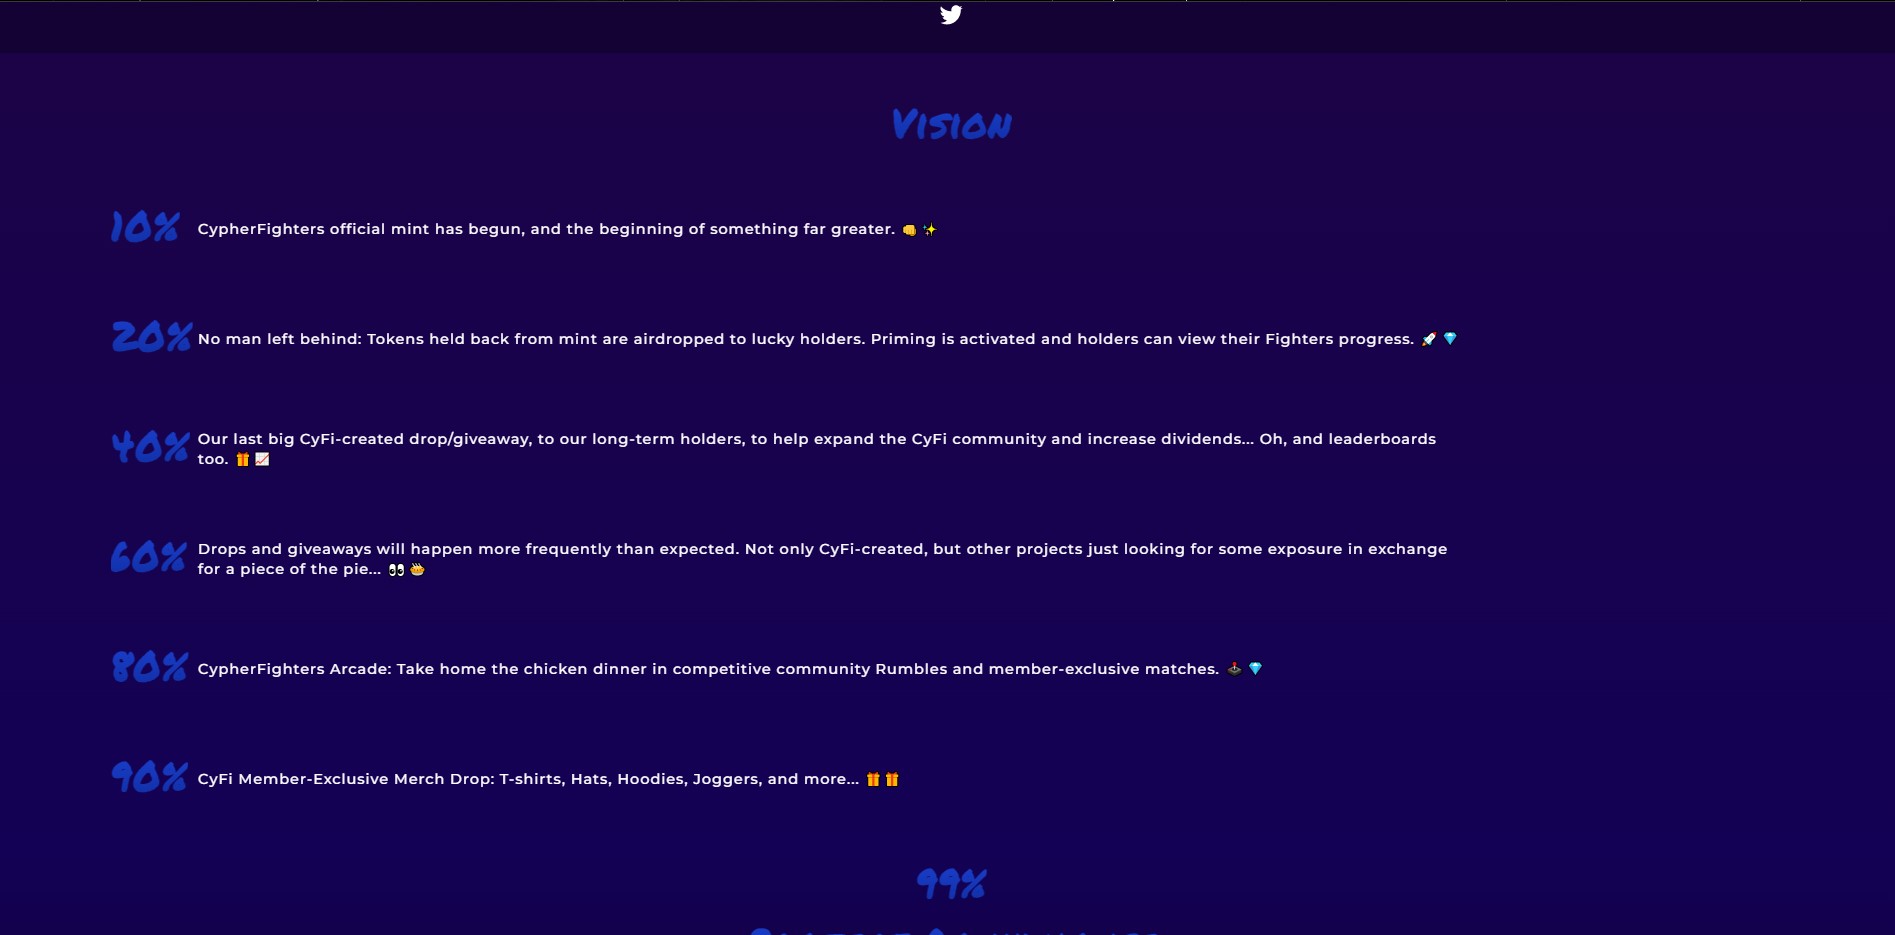 Vision
10%
CypherFighters official mint has begun, and the beginning of something far greater. 👊 ✨
20%
No man left behind: Tokens held back from mint are airdropped to lucky holders. Priming is activated and holders can view their Fighters progress. 🚀 💎
40%
Our last big CyFi-created drop/giveaway, to our long-term holders, to help expand the CyFi community and increase dividends... Oh, and leaderboards
too. 🎁 📈
60%
Drops and giveaways will happen more frequently than expected. Not only CyFi-created, but other projects just looking for some exposure in exchange
for a piece of the pie... 👀 🥧
80%
CypherFighters Arcade: Take home the chicken dinner in competitive community Rumbles and member-exclusive matches. 🕹️ 💎
90%
CyFi Member-Exclusive Merch Drop: T-shirts, Hats, Hoodies, Joggers, and more... 🎁 🎁
99%